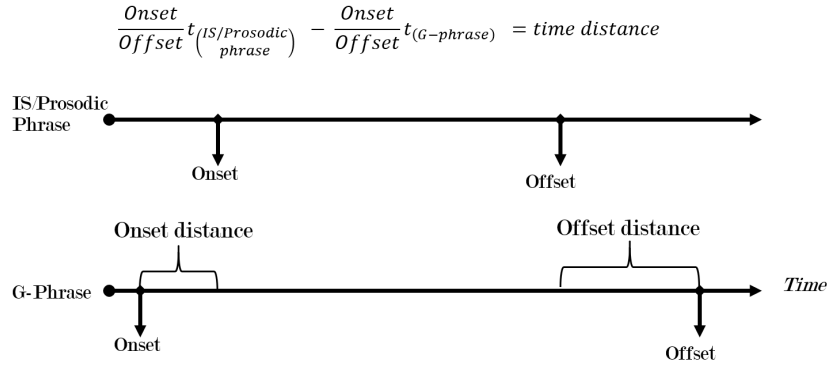 Onset/Offset t(IS/Prosodic phrase) − Onset/Offset t(G−phrase) = time distance
IS/Prosodic
Phrase
Onset
Offset
Onset distance
Offset distance
G-Phrase
Time
Onset
Offset